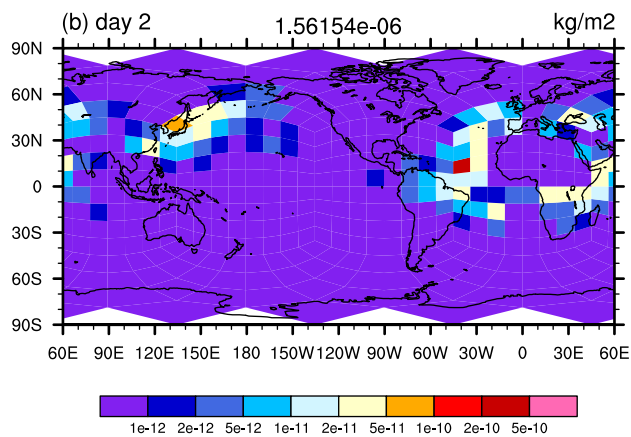 (b) day 2 1.56154e-06 kg/m2
90N
60N
30N
0
30S
60S
90S
60E 90E 120E 150E 180 150W 120W 90W 60W 30W 0 30E 60E
1e-12 2e-12 5e-12 1e-11 2e-11 5e-11 1e-10 2e-10 5e-10